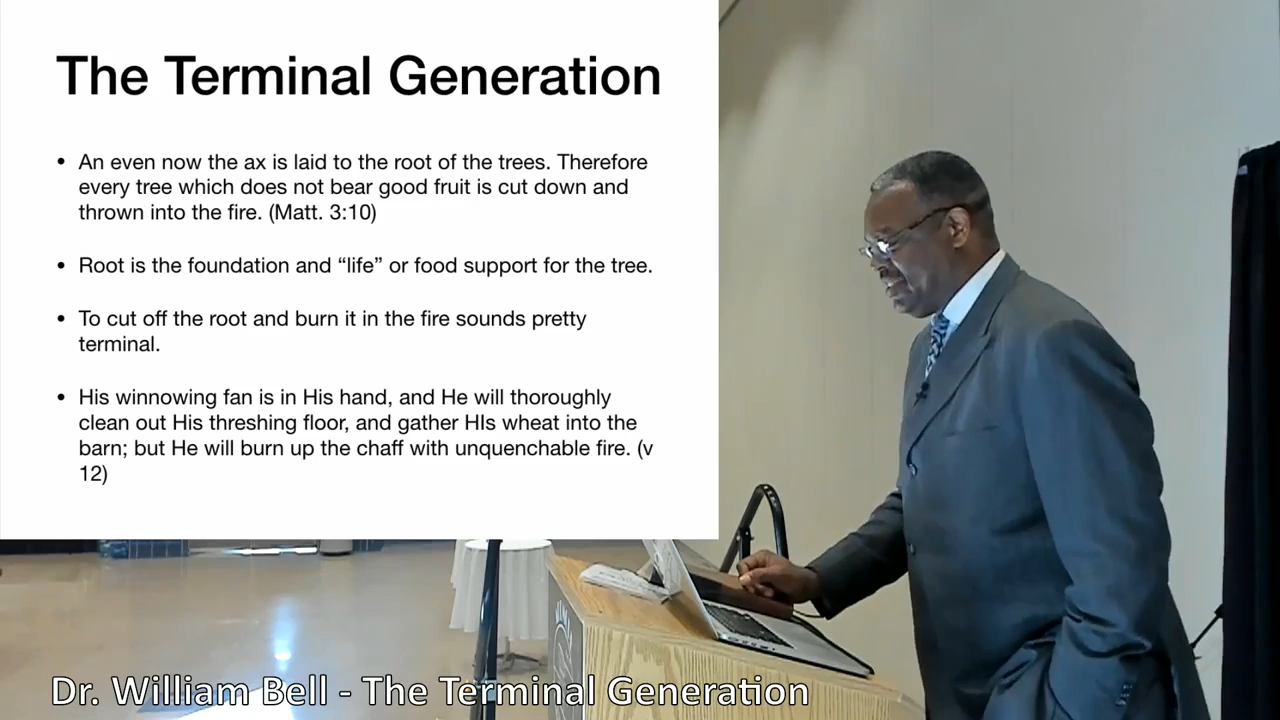 The Terminal Generation
• An even now the ax is laid to the root of the trees. Therefore
every tree which does not bear good fruit is cut down and
thrown into the fire. (Matt. 3:10)
• Root is the foundation and “life” or food support for the tree.
• To cut off the root and burn it in the fire sounds pretty
terminal.
• His winnowing fan is in His hand, and He will thoroughly
clean out His threshing floor, and gather HIs wheat into the
barn; but He will burn up the chaff with unquenchable fire. (v
12)
Dr. William Bell - The Terminal Generation